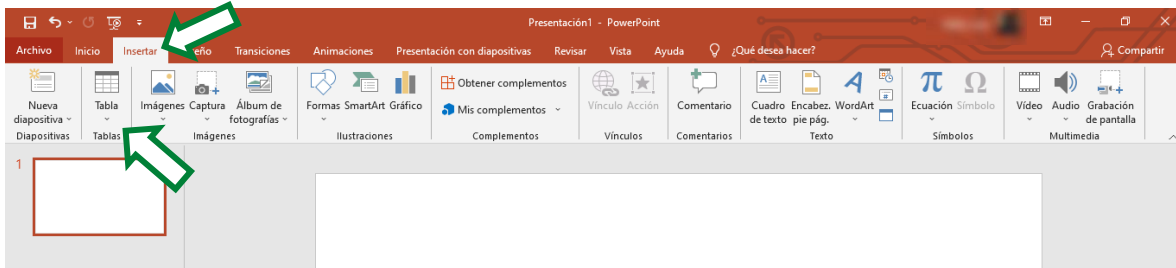 Presentación1 - PowerPoint
Archivo Inicio Insertar Transiciones Animaciones Presentación con diapositivas Revisar Vista Ayuda ¿Qué desea hacer? Compartir
Nueva diapositiva
Tabla
Imágenes
Captura
Álbum de fotografías
Formas
SmartArt
Gráfico
Obtener complementos
Mis complementos
Vínculo
Acción
Comentario
Cuadro de texto
Encabez. pie pág.
WordArt
Ecuación
Símbolo
Vídeo
Audio
Grabación de pantalla
Diapositivas Tablas Imágenes Ilustraciones Complementos Vínculos Comentarios Texto Símbolos Multimedia
1